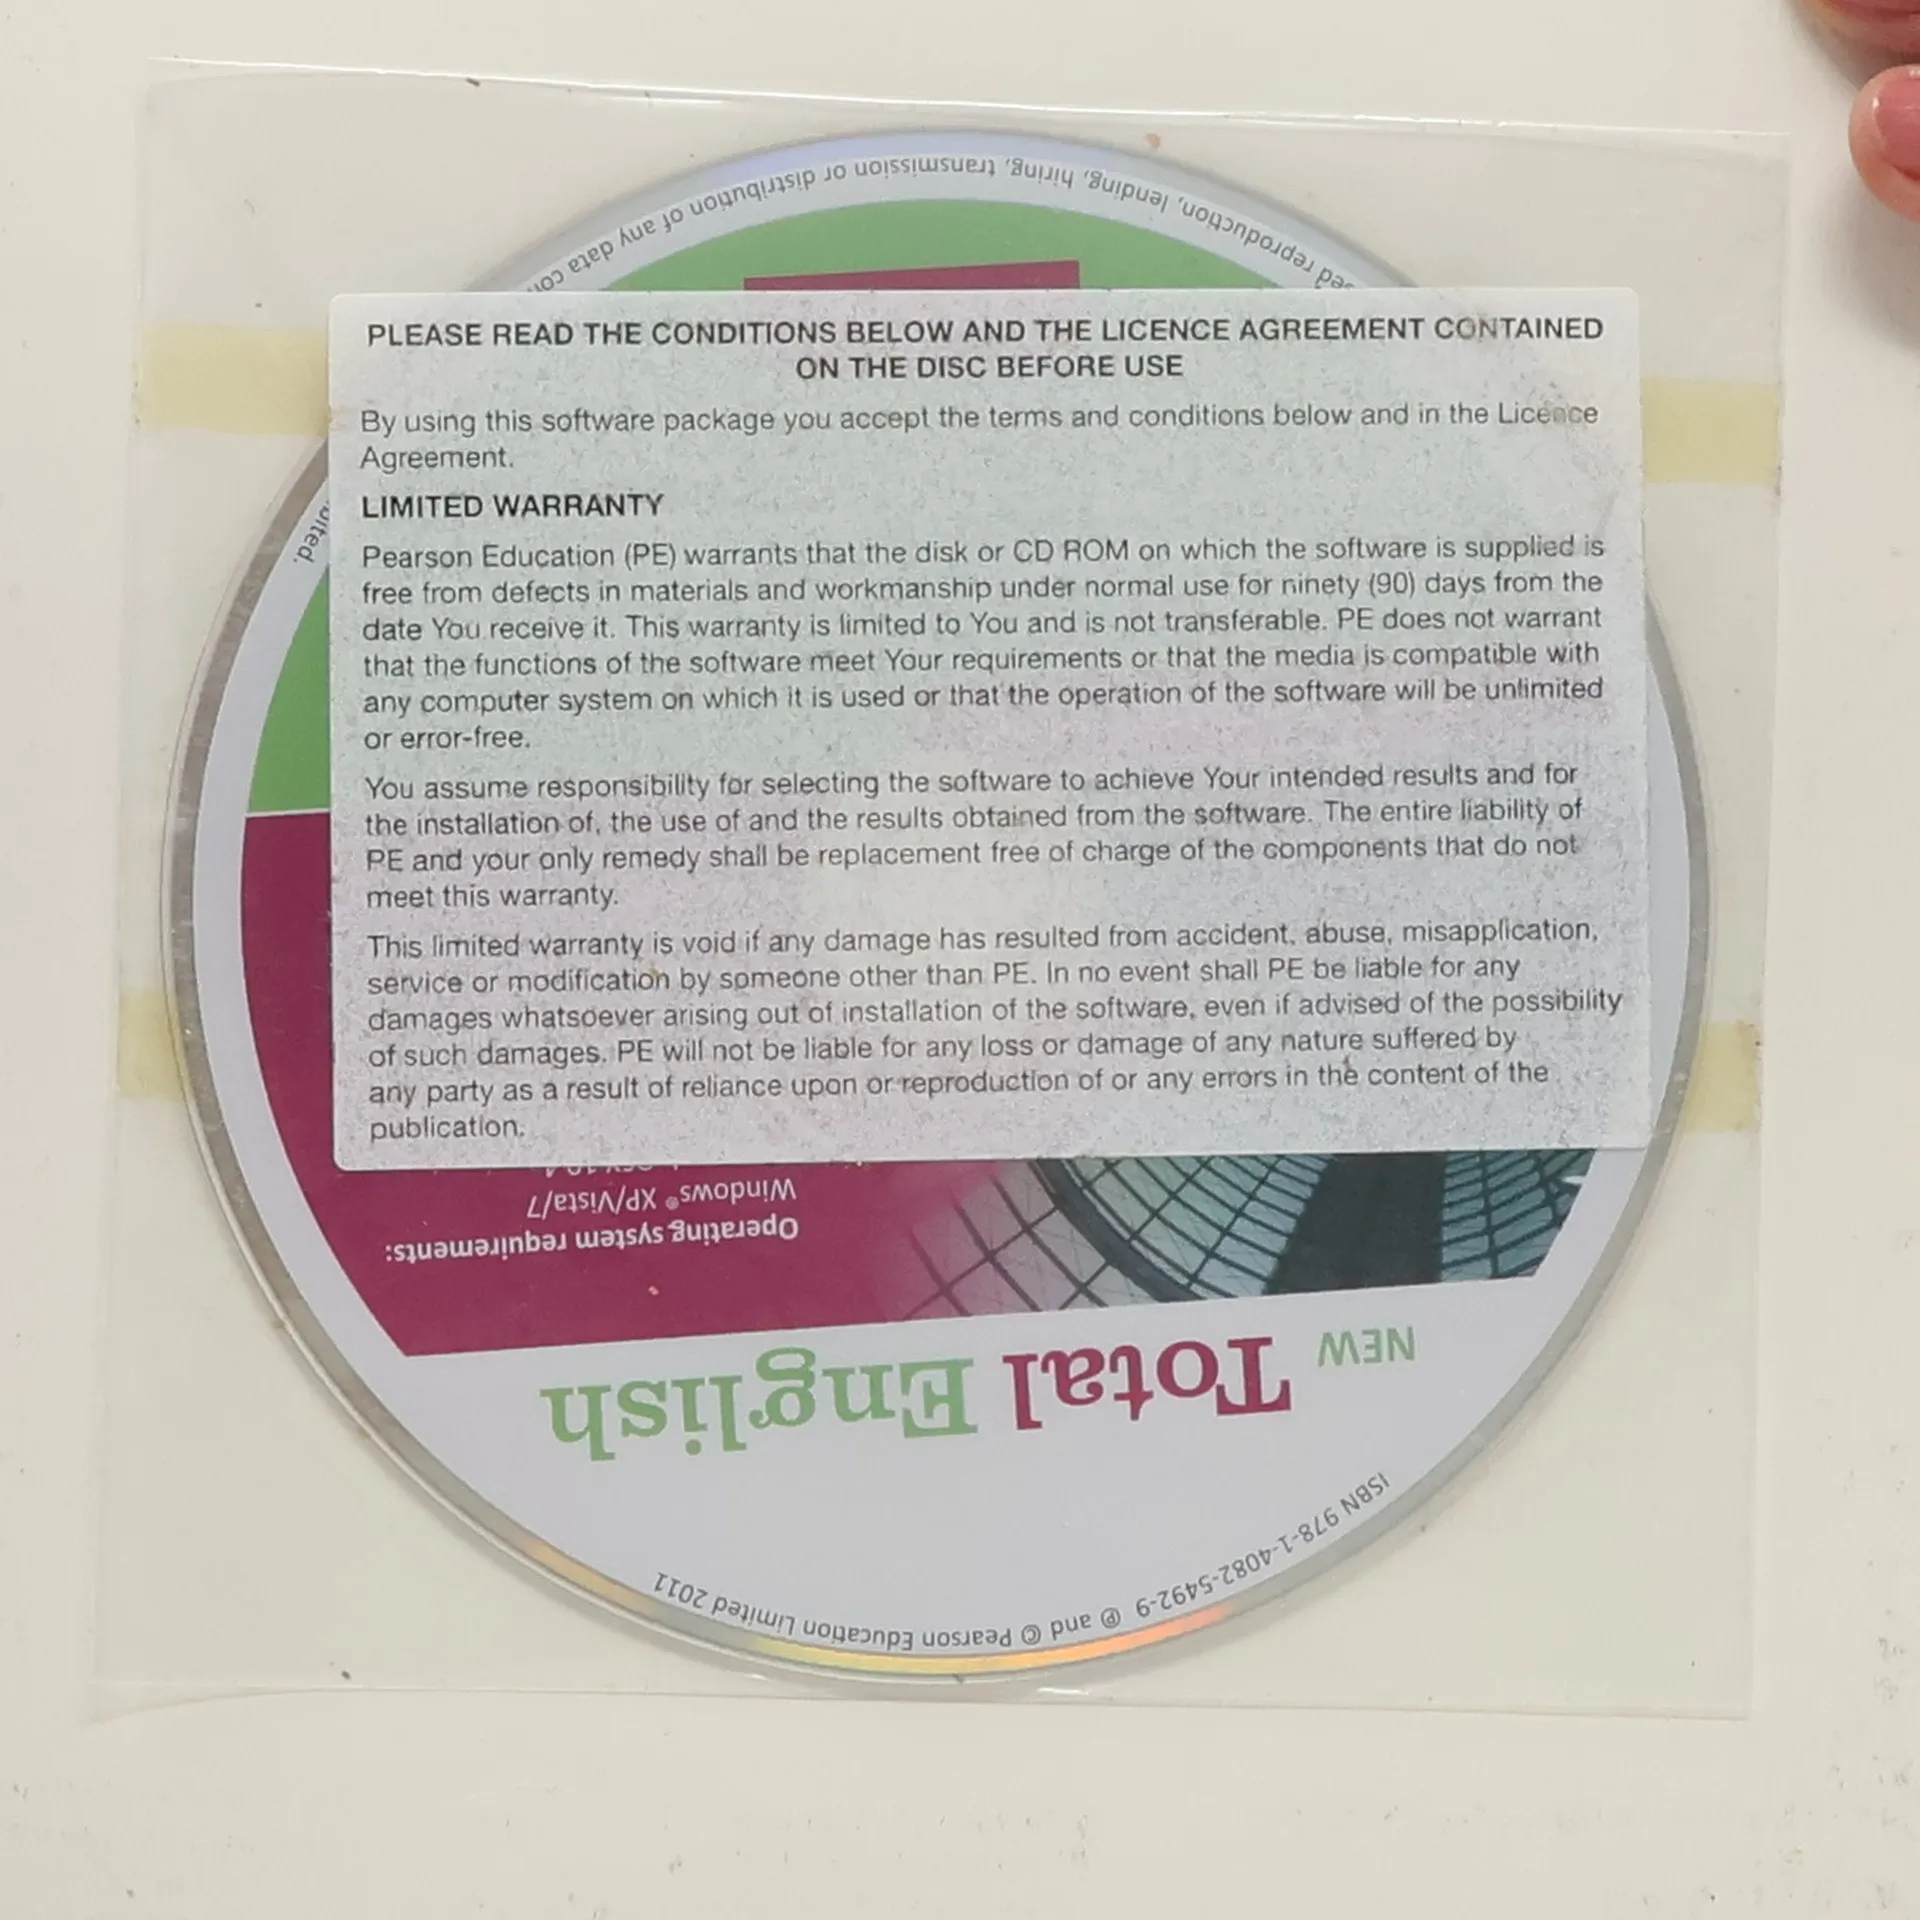 PLEASE READ THE CONDITIONS BELOW AND THE LICENCE AGREEMENT CONTAINED
ON THE DISC BEFORE USE
By using this software package you accept the terms and conditions below and in the Licence
Agreement.
LIMITED WARRANTY
Pearson Education (PE) warrants that the disk or CD ROM on which the software is supplied is
free from defects in materials and workmanship under normal use for ninety (90) days from the
date You receive it. This warranty is limited to You and is not transferable. PE does not warrant
that the functions of the software meet Your requirements or that the media is compatible with
any computer system on which it is used or that the operation of the software will be unlimited
or error-free.
You assume responsibility for selecting the software to achieve Your intended results and for
the installation of, the use of and the results obtained from the software. The entire liability of
PE and your only remedy shall be replacement free of charge of the components that do not
meet this warranty.
This limited warranty is void if any damage has resulted from accident, abuse, misapplication,
service or modification by someone other than PE. In no event shall PE be liable for any
damages whatsoever arising out of installation of the software, even if advised of the possibility
of such damages. PE will not be liable for any loss or damage of any nature suffered by
any party as a result of reliance upon or reproduction of or any errors in the content of the
publication.
ISBN 978-1-4082-5492-9 ℗ and © Pearson Education Limited 2011
NEW Total English
Operating system requirements:
Windows® XP/Vista/7
reproduction, lending, hiring, transmission or distribution of any data